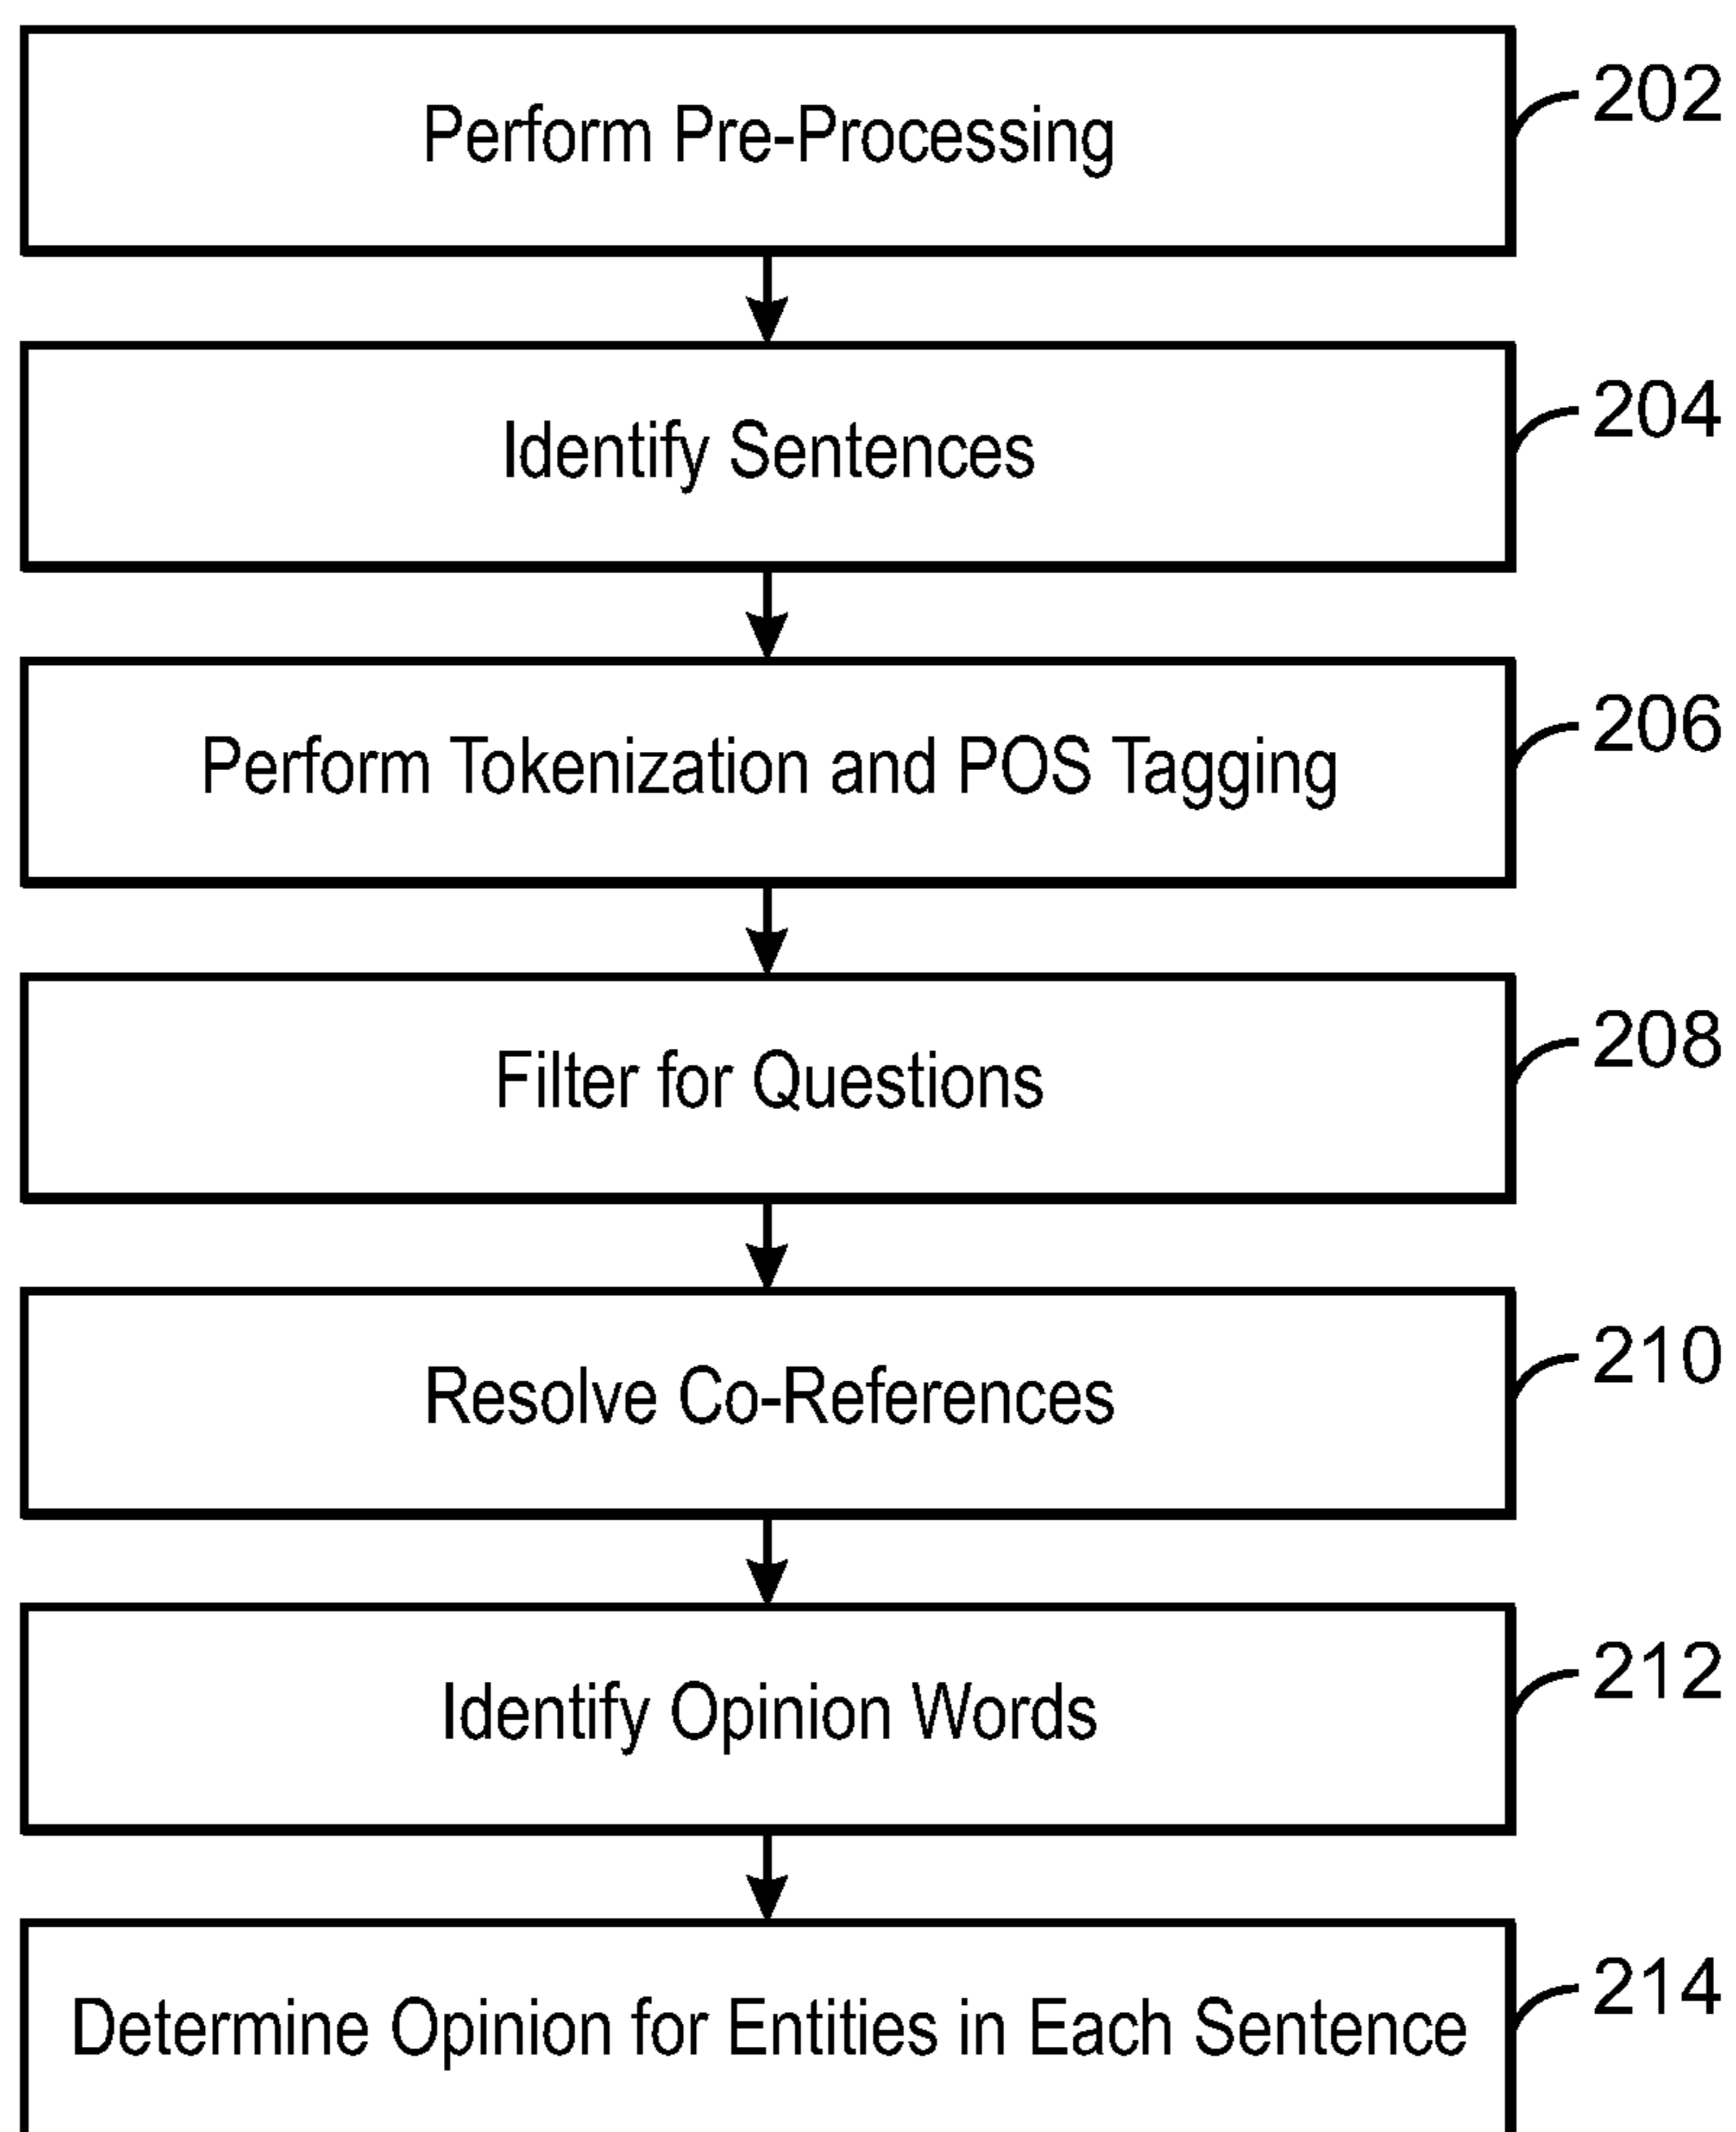 Perform Pre-Processing 202
Identify Sentences 204
Perform Tokenization and POS Tagging 206
Filter for Questions 208
Resolve Co-References 210
Identify Opinion Words 212
Determine Opinion for Entities in Each Sentence 214